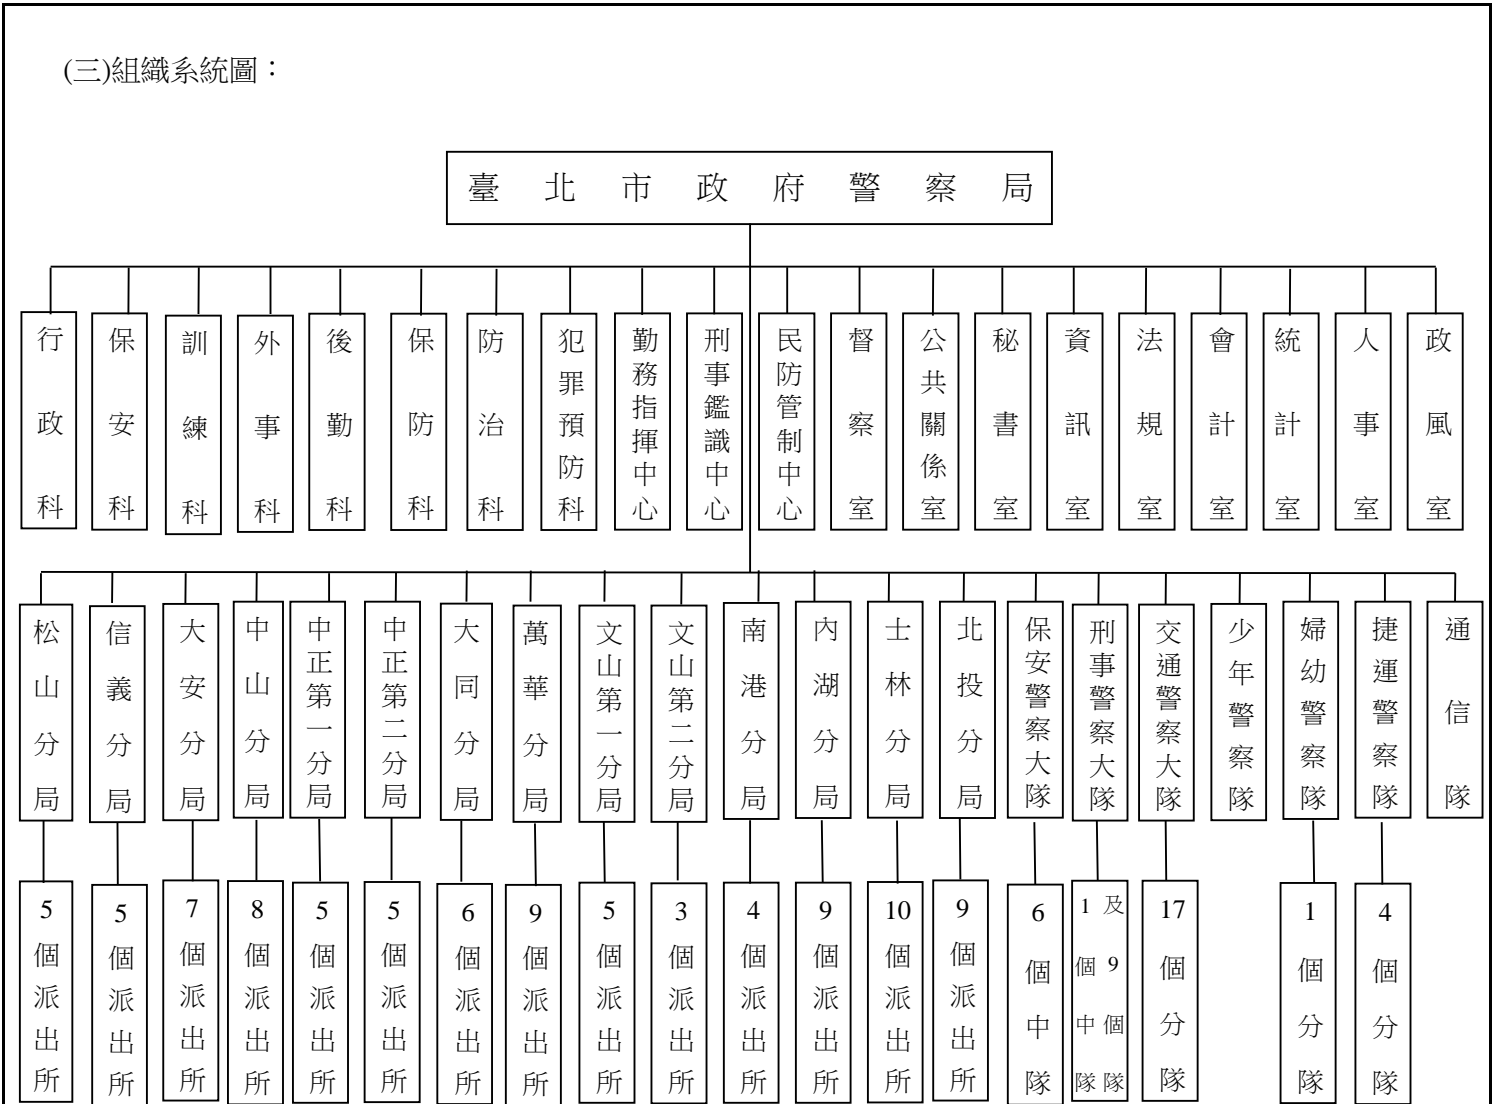 (三)組織系統圖：
臺北市政府警察局
行政科
保安科
訓練科
外事科
後勤科
保防科
防治科
犯罪預防科
勤務指揮中心
刑事鑑識中心
民防管制中心
督察室
公共關係室
秘書室
資訊室
法規室
會計室
統計室
人事室
政風室
松山分局
信義分局
大安分局
中山分局
中正第一分局
中正第二分局
大同分局
萬華分局
文山第一分局
文山第二分局
南港分局
內湖分局
士林分局
北投分局
保安警察大隊
刑事警察大隊
交通警察大隊
少年警察隊
婦幼警察隊
捷運警察隊
通信隊
5個派出所
5個派出所
7個派出所
8個派出所
5個派出所
5個派出所
6個派出所
9個派出所
5個派出所
3個派出所
4個派出所
9個派出所
10個派出所
9個派出所
6個中隊
1個中隊
及9個隊
17個分隊
1個分隊
4個分隊